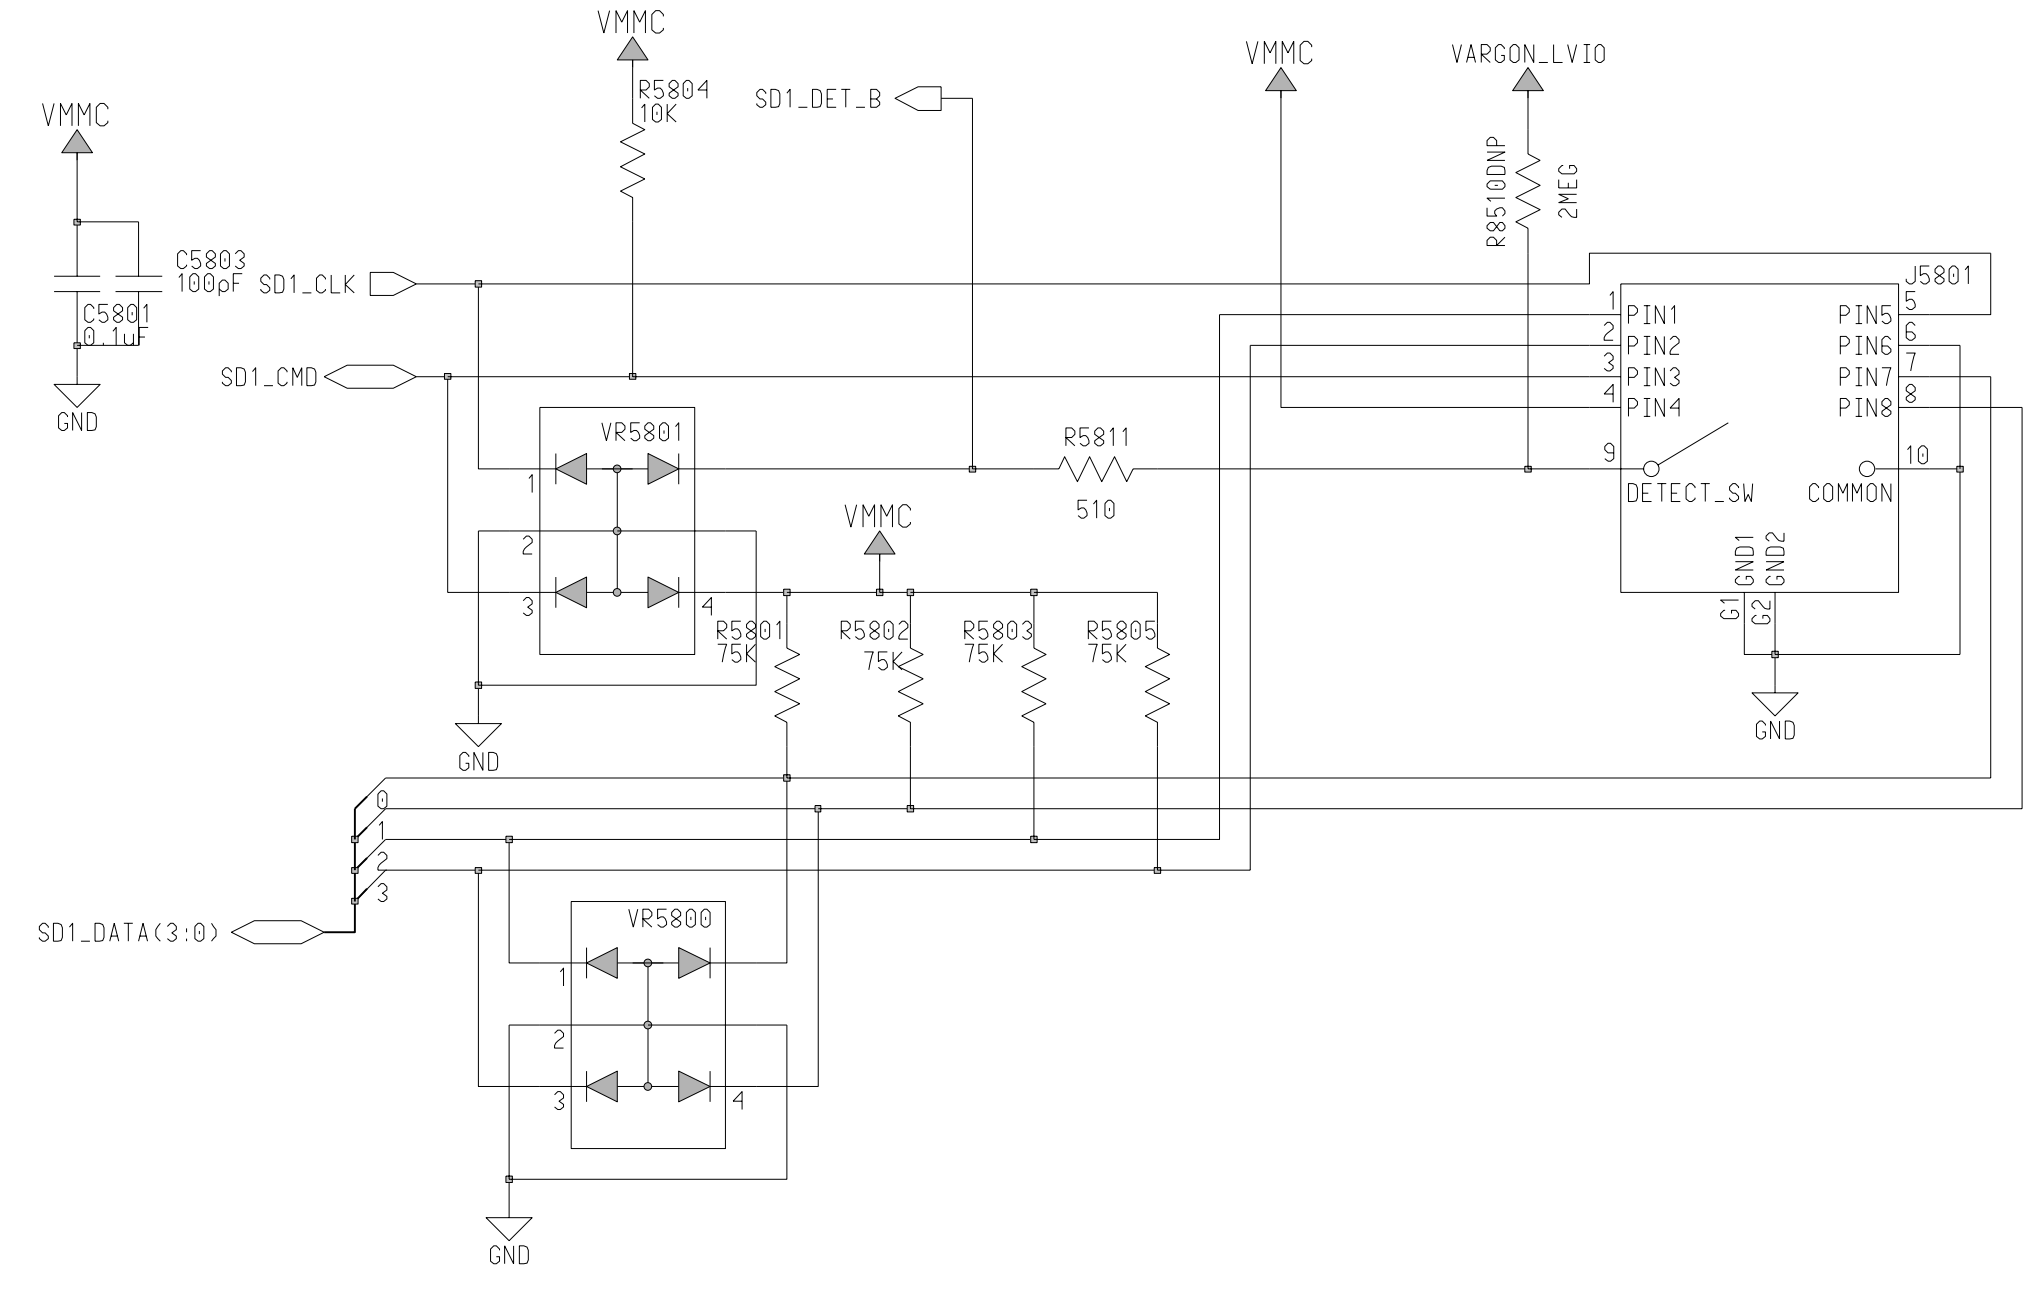 VMMC
R5804
10K
SD1_DET_B
VMMC
VARGON_LVIO
VMMC
R8510DNP
2MEG
C5803
100pF
SD1_CLK
C5801
0.1uF
GND
SD1_CMD
J5801
1
PIN1
PIN5
5
2
PIN2
PIN6
6
3
PIN3
PIN7
7
4
PIN4
PIN8
8
9
10
DETECT_SW
COMMON
GND1
GND2
G1
G2
GND
VR5801
1
2
3
4
R5811
510
VMMC
R5801
75K
R5802
75K
R5803
75K
R5805
75K
GND
0
1
2
3
SD1_DATA(3:0)
VR5800
1
2
3
4
GND